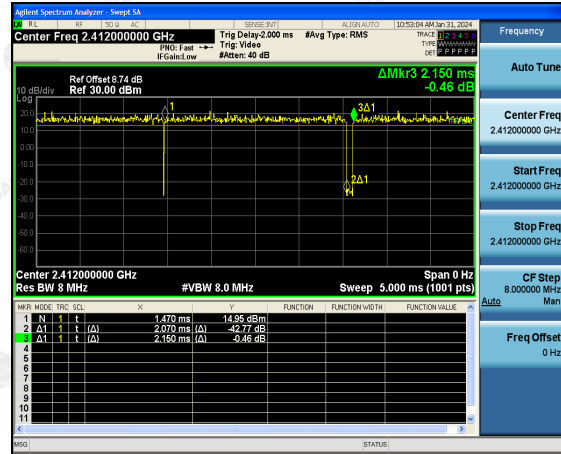 Agilent Spectrum Analyzer - Swept SA
RL RF 50 Ω AC SENSE:INT ALIGN AUTO 10:53:04 AM Jan 31, 2024
Center Freq 2.412000000 GHz
PNO: Fast
IFGain:Low
Trig Delay-2.000 ms
Trig: Video
#Atten: 40 dB
#Avg Type: RMS
TRACE 1 2 3 4 5 6
TYPE WWWWWW
DET P P P P P P
Frequency
Auto Tune
Center Freq
2.412000000 GHz
Start Freq
2.412000000 GHz
Stop Freq
2.412000000 GHz
CF Step
8.000000 MHz
Auto Man
Freq Offset
0 Hz
Ref Offset 8.74 dB
Ref 30.00 dBm
10 dB/div
Log
ΔMkr3 2.150 ms
-0.46 dB
20.0
10.0
0.00
-10.0
-20.0
-30.0
-40.0
-50.0
-60.0
1
3Δ1
2Δ1
Center 2.412000000 GHz
Span 0 Hz
Res BW 8 MHz
#VBW 8.0 MHz
Sweep 5.000 ms (1001 pts)
MKR MODE TRC SCL X Y FUNCTION FUNCTION WIDTH FUNCTION VALUE
1 N 1 t 1.470 ms 14.95 dBm
2 Δ1 1 t (Δ) 2.070 ms (Δ) -42.77 dB
3 Δ1 1 t (Δ) 2.150 ms (Δ) -0.46 dB
4
5
6
7
8
9
10
11
MSG
STATUS